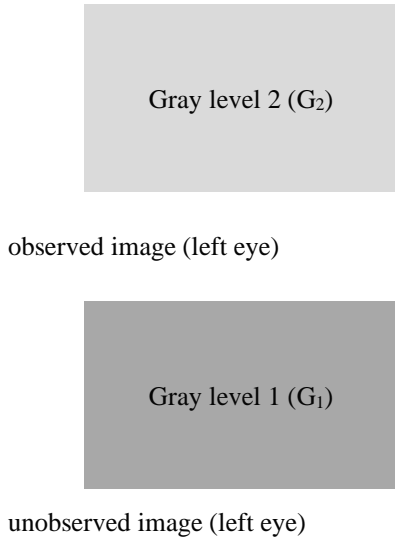 Gray level 2 (G₂)
observed image (left eye)
Gray level 1 (G₁)
unobserved image (left eye)